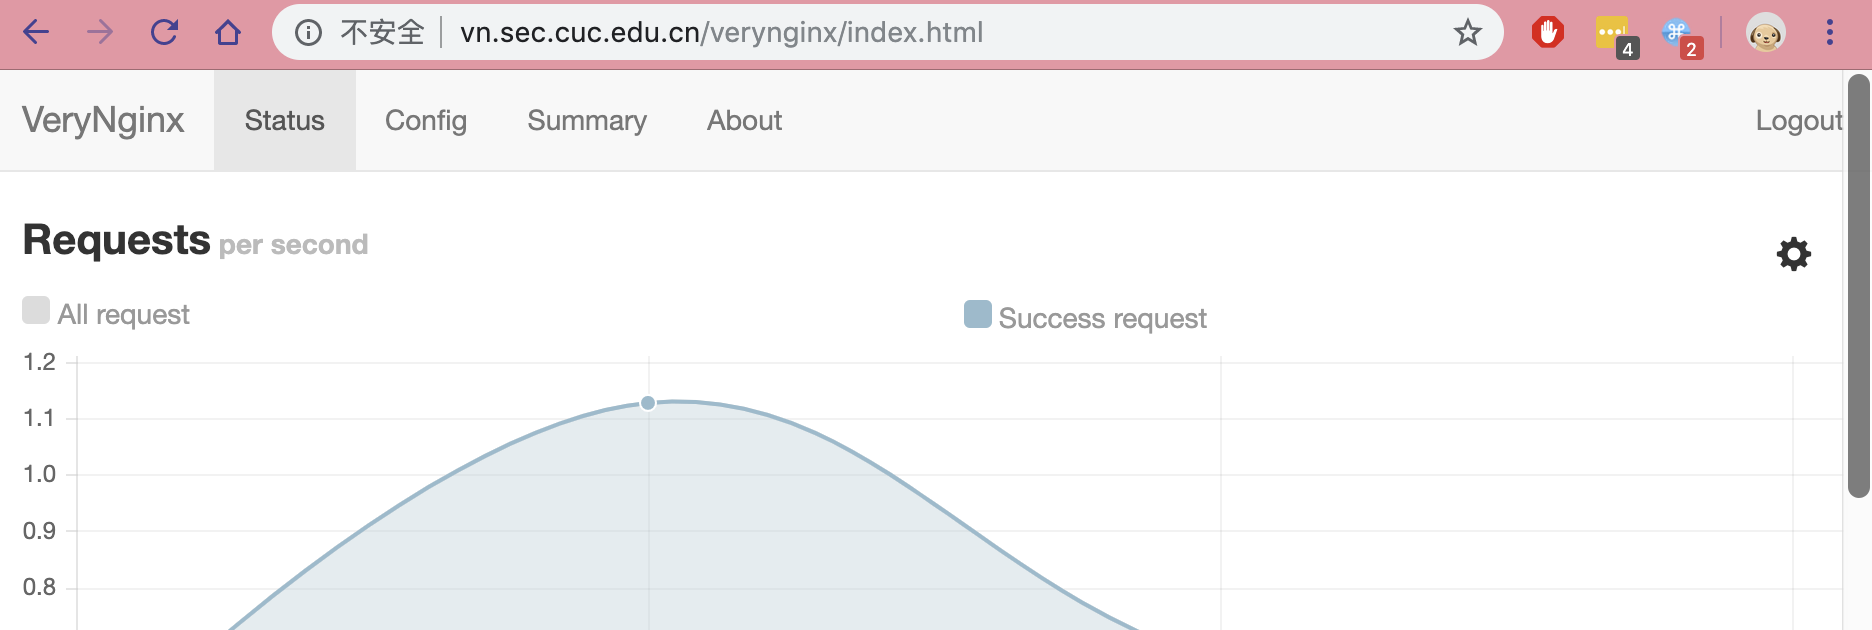 不安全 vn.sec.cuc.edu.cn/verynginx/index.html 4 2
VeryNginx Status Config Summary About Logout
Requests per second
All request Success request
1.2
1.1
1.0
0.9
0.8